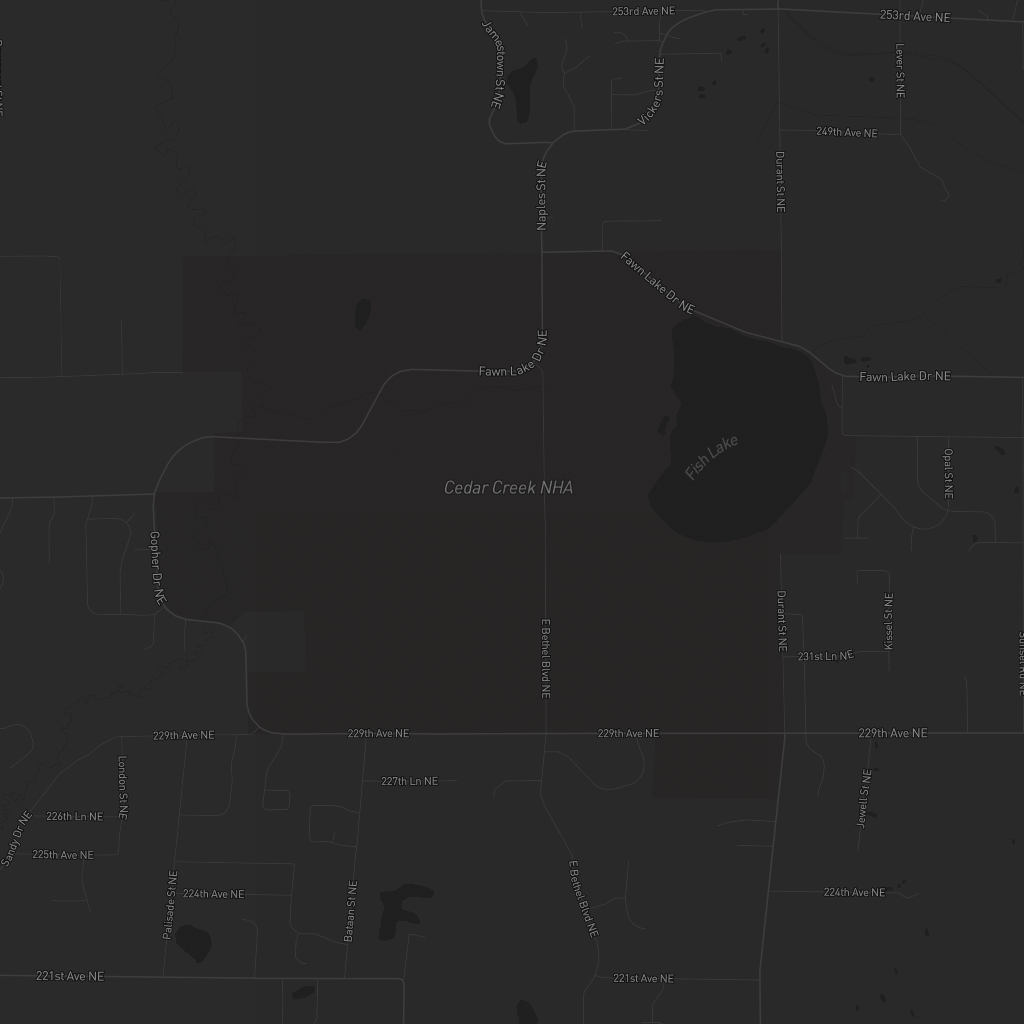 253rd Ave NE
253rd Ave NE
Jamestown St NE
Lever St NE
Vickers St NE
249th Ave NE
Naples St NE
Durant St NE
Fawn Lake Dr NE
Fawn Lake Dr NE
Fawn Lake Dr NE
Fish Lake
Opal St NE
Cedar Creek NHA
Gopher Dr NE
E Bethel Blvd NE
Durant St NE
Kissel St NE
231st Ln NE
Sunset Rd NE
229th Ave NE
229th Ave NE
229th Ave NE
229th Ave NE
London St NE
227th Ln NE
Jewell St NE
226th Ln NE
Sandy Dr NE
225th Ave NE
Palisade St NE
224th Ave NE
Bataan St NE
E Bethel Blvd NE
224th Ave NE
221st Ave NE
221st Ave NE